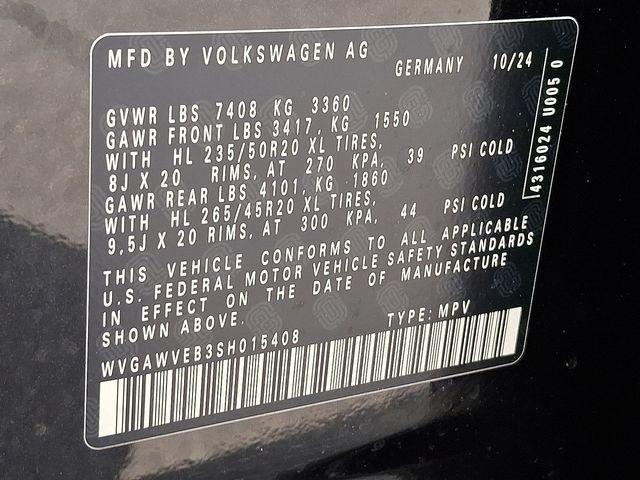 MFD BY VOLKSWAGEN AG
GERMANY 10/24
GVWR LBS 7408 KG 3360
GAWR FRONT LBS 3417, KG 1550
WITH HL 235/50R20 XL TIRES,
8J X 20 RIMS, AT 270 KPA, 39 PSI COLD
GAWR REAR LBS 4101, KG 1860
WITH HL 265/45R20 XL TIRES,
9,5J X 20 RIMS, AT 300 KPA, 44 PSI COLD
THIS VEHICLE CONFORMS TO ALL APPLICABLE
U.S. FEDERAL MOTOR VEHICLE SAFETY STANDARDS
IN EFFECT ON THE DATE OF MANUFACTURE
SHOWN ABOVE.
TYPE: MPV
WVGAWVEB3SH015408
4316024 U005 0